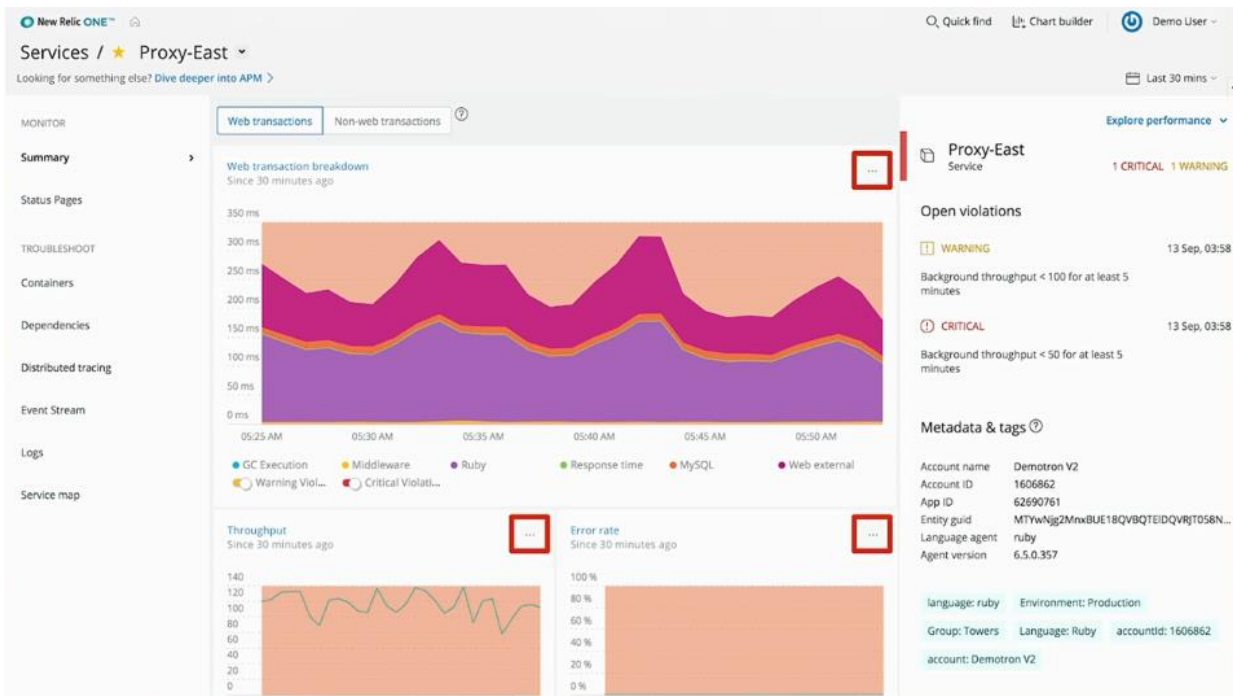 New Relic ONE™
Quick find
Chart builder
Demo User
Services / Proxy-East
Looking for something else? Dive deeper into APM >
Last 30 mins
MONITOR
Summary
Status Pages
TROUBLESHOOT
Containers
Dependencies
Distributed tracing
Event Stream
Logs
Service map
Web transactions
Non-web transactions
Web transaction breakdown
Since 30 minutes ago
...
350 ms
300 ms
250 ms
200 ms
150 ms
100 ms
50 ms
0 ms
05:25 AM 05:30 AM 05:35 AM 05:40 AM 05:45 AM 05:50 AM
GC Execution Middleware Ruby Response time MySQL Web external
Warning Viol... Critical Violati...
Throughput
Since 30 minutes ago
...
140
120
100
80
60
40
20
0
Error rate
Since 30 minutes ago
...
100 %
80 %
60 %
40 %
20 %
0 %
Explore performance
Proxy-East
Service
1 CRITICAL 1 WARNING
Open violations
WARNING 13 Sep, 03:58
Background throughput < 100 for at least 5
minutes
CRITICAL 13 Sep, 03:58
Background throughput < 50 for at least 5
minutes
Metadata & tags
Account name Demotron V2
Account ID 1606862
App ID 62690761
Entity guid
Language agent ruby
Agent version 6.5.0.357
language: ruby Environment: Production
Group: Towers Language: Ruby accountId: 1606862
account: Demotron V2